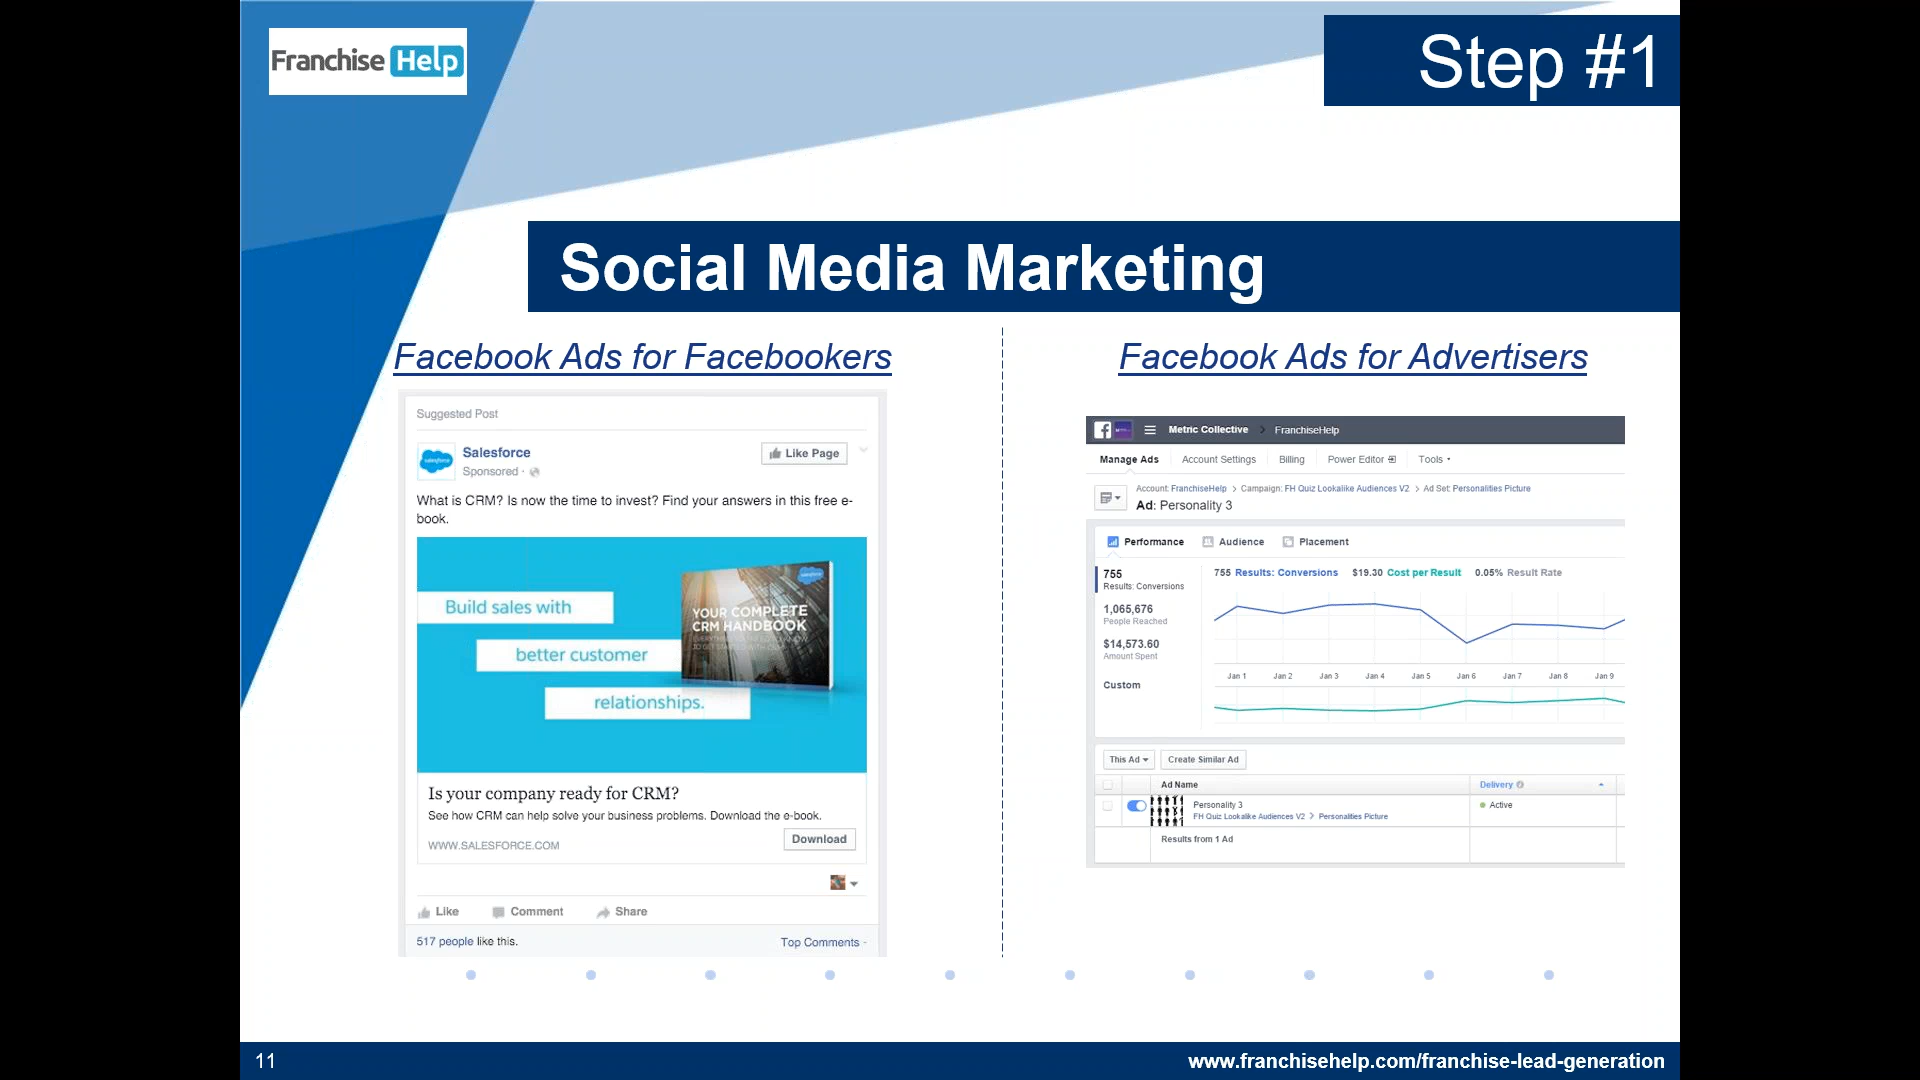 Franchise Help
Step #1
Social Media Marketing
Facebook Ads for Facebookers
Suggested Post
Salesforce
Like Page
Sponsored ·
What is CRM? Is now the time to invest? Find your answers in this free e-
book.
salesforce
Build sales with
better customer
relationships.
YOUR COMPLETE
CRM HANDBOOK
Is your company ready for CRM?
See how CRM can help solve your business problems. Download the e-book.
WWW.SALESFORCE.COM
Download
Like Comment Share
517 people like this.
Top Comments
Facebook Ads for Advertisers
Metric Collective > FranchiseHelp
Manage Ads Account Settings Billing Power Editor Tools
Account: FranchiseHelp > Campaign: FH Quiz Lookalike Audiences V2 > Ad Set: Personalities Picture
Ad: Personality 3
Performance Audience Placement
755
Results: Conversions
1,065,676
People Reached
$14,573.60
Amount Spent
Custom
755 Results: Conversions $19.30 Cost per Result 0.05% Result Rate
Jan 1 Jan 2 Jan 3 Jan 4 Jan 5 Jan 6 Jan 7 Jan 8 Jan 9
This Ad Create Similar Ad
Ad Name Delivery
Personality 3 Active
FH Quiz Lookalike Audiences V2 > Personalities Picture
Results from 1 Ad
11
www.franchisehelp.com/franchise-lead-generation